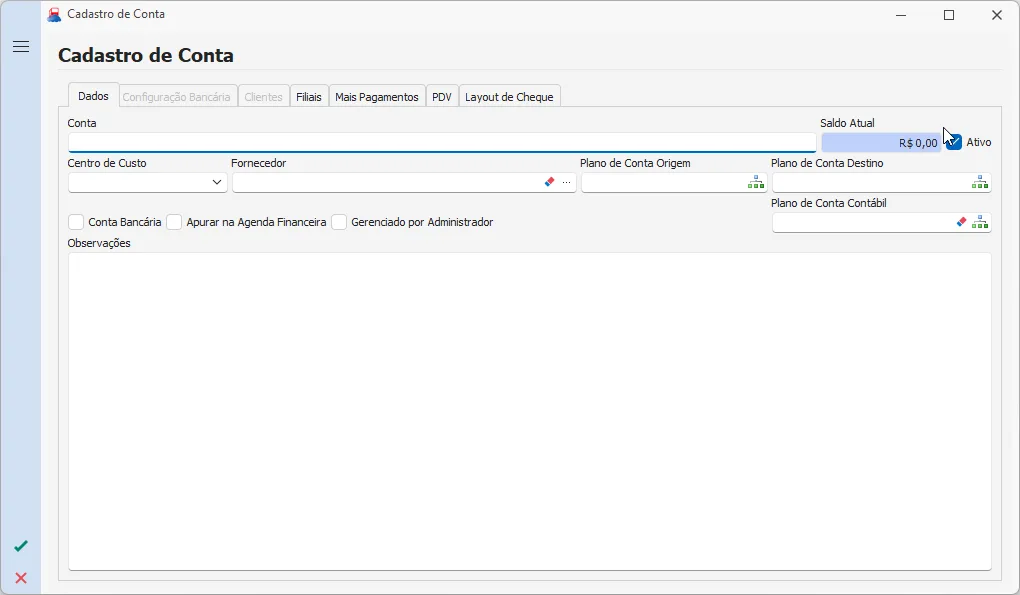 Cadastro de Conta
Cadastro de Conta
Dados Configuração Bancária Clientes Filiais Mais Pagamentos PDV Layout de Cheque
Conta Saldo Atual
R$ 0,00 Ativo
Centro de Custo Fornecedor Plano de Conta Origem Plano de Conta Destino
...
Plano de Conta Contábil
Conta Bancária Apurar na Agenda Financeira Gerenciado por Administrador
Observações